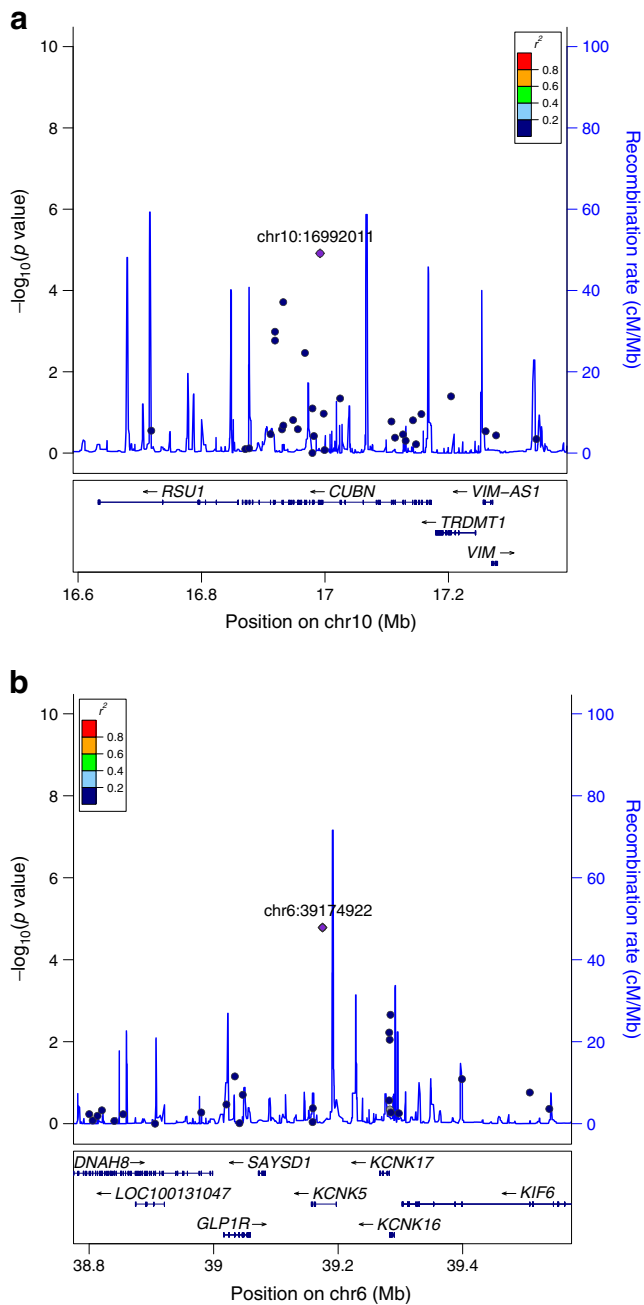 a
10
8
6
4
2
0
–log10(p value)
100
80
60
40
20
0
Recombination rate (cM/Mb)
r2
0.8
0.6
0.4
0.2
chr10:16992011
← RSU1
← CUBN
← VIM–AS1
← TRDMT1
VIM →
16.6
16.8
17
17.2
Position on chr10 (Mb)
b
10
8
6
4
2
0
–log10(p value)
100
80
60
40
20
0
Recombination rate (cM/Mb)
r2
0.8
0.6
0.4
0.2
chr6:39174922
DNAH8 →
← SAYSD1
← KCNK17
← LOC100131047
← KCNK5
← KIF6
GLP1R →
← KCNK16
38.8
39
39.2
39.4
Position on chr6 (Mb)